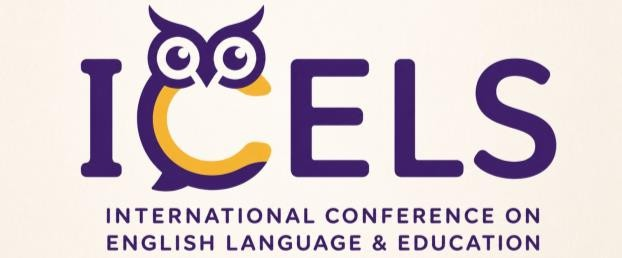 ICELS
INTERNATIONAL CONFERENCE ON
ENGLISH LANGUAGE & EDUCATION